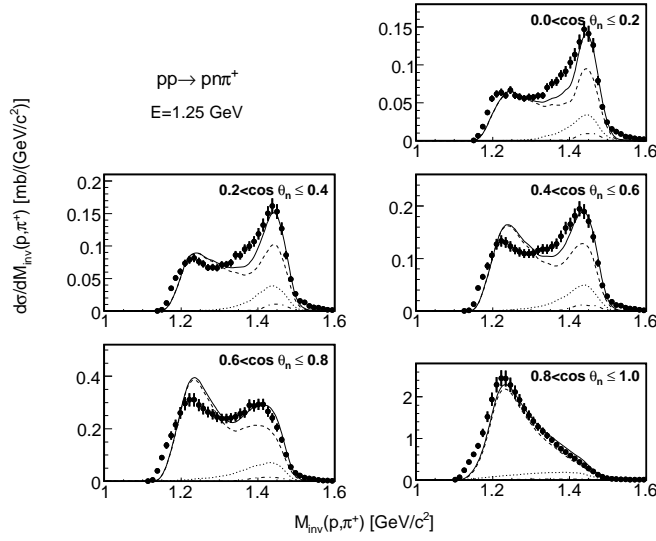 0.0<cos θn ≤ 0.2
0.15
0.1
0.05
0
1 1.2 1.4 1.6
pp→ pnπ+
E=1.25 GeV
dσ/dMinv(p,π+) [mb/(GeV/c2)]
0.2<cos θn ≤ 0.4
0.2
0.15
0.1
0.05
0
1 1.2 1.4 1.6
0.4<cos θn ≤ 0.6
0.2
0.1
0
1 1.2 1.4 1.6
0.6<cos θn ≤ 0.8
0.4
0.2
0
1 1.2 1.4 1.6
0.8<cos θn ≤ 1.0
2
1
0
1 1.2 1.4 1.6
Minv(p,π+) [GeV/c2]